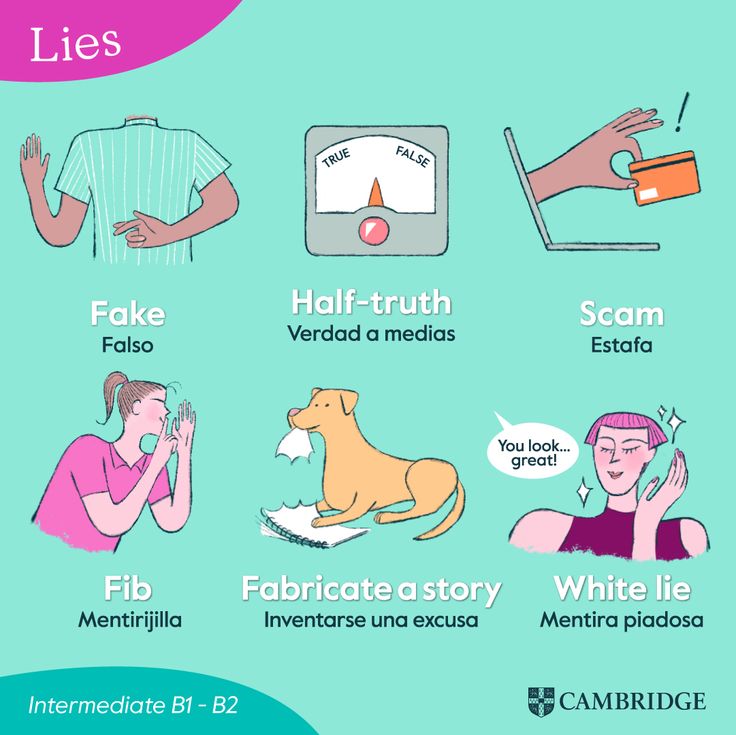 Lies
TRUE
FALSE
!
Fake
Falso
Half-truth
Verdad a medias
Scam
Estafa
You look...
great!
Fib
Mentirijilla
Fabricate a story
Inventarse una excusa
White lie
Mentira piadosa
Intermediate B1 - B2
CAMBRIDGE